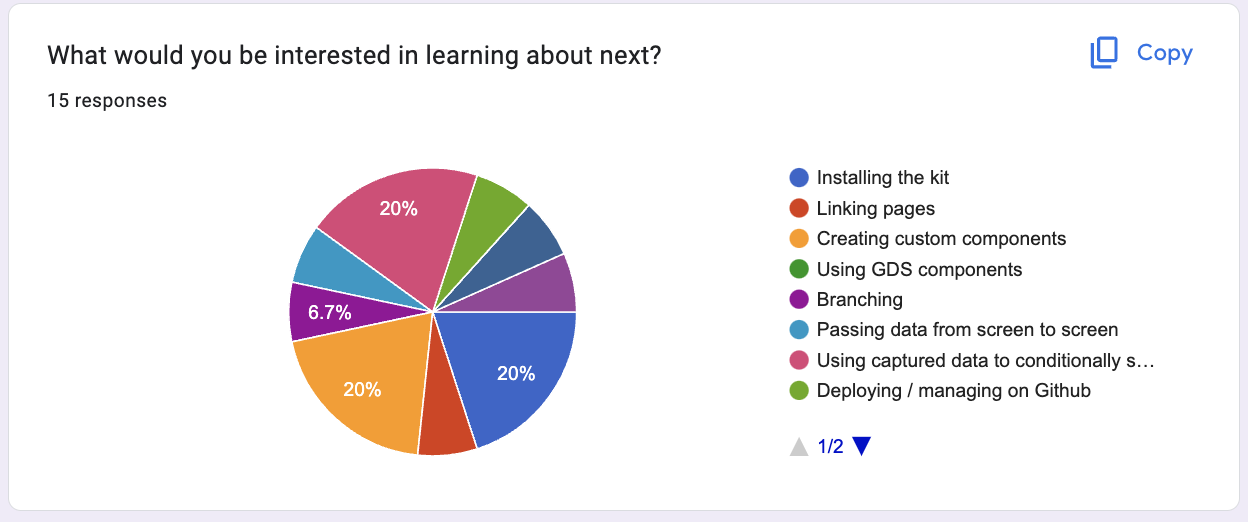 What would you be interested in learning about next?
Copy
15 responses
20%
6.7%
20%
20%
Installing the kit
Linking pages
Creating custom components
Using GDS components
Branching
Passing data from screen to screen
Using captured data to conditionally s…
Deploying / managing on Github
1/2